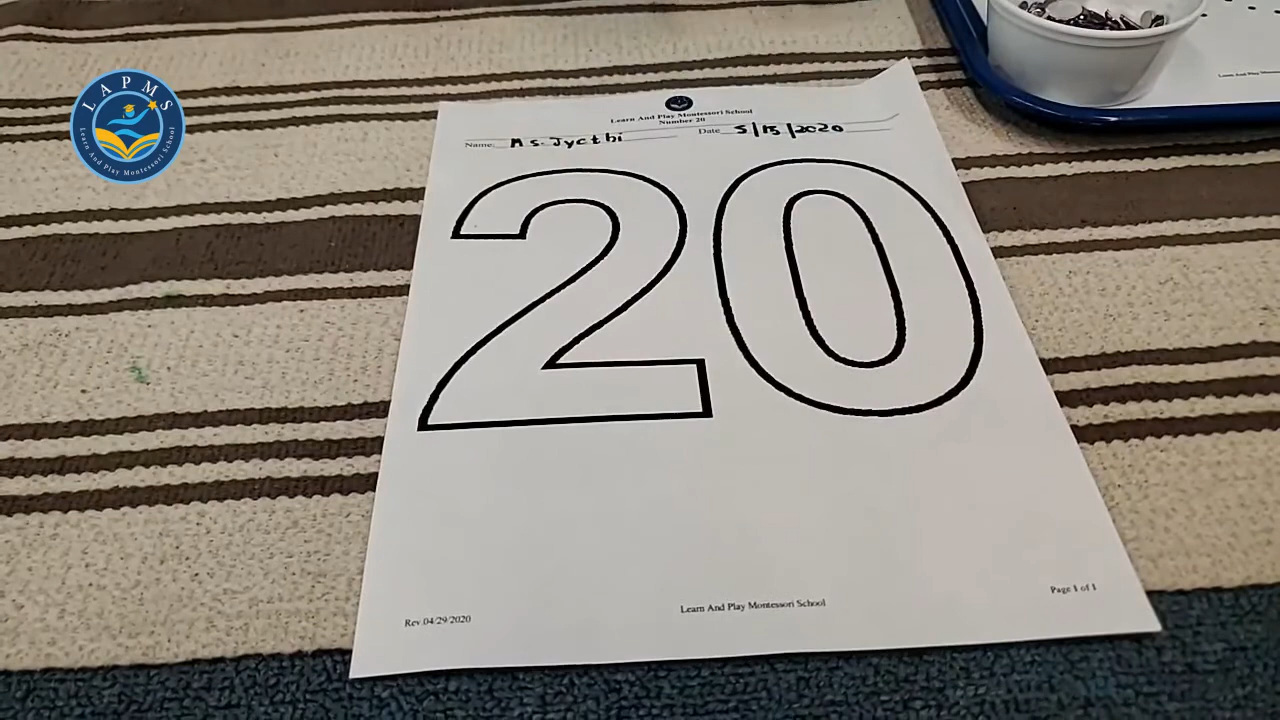 LAPMS
Learn And Play Montessori School
Learn And Play Montessori School
Number 20
Name: Ms. Jyothi Date 5/15/2020
20
Rev.04/29/2020 Learn And Play Montessori School Page 1 of 1